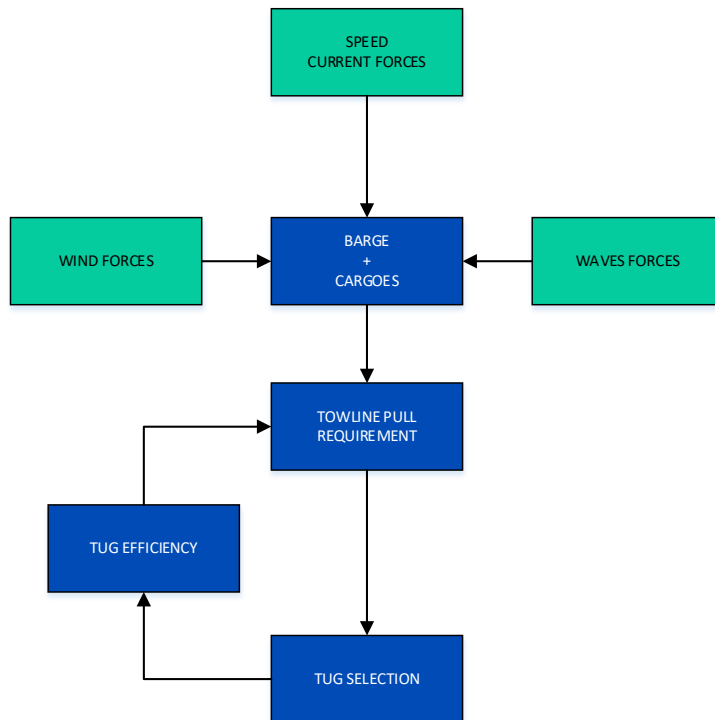 SPEED
CURRENT FORCES
WIND FORCES
BARGE
+
CARGOES
WAVES FORCES
TOWLINE PULL
REQUIREMENT
TUG EFFICIENCY
TUG SELECTION